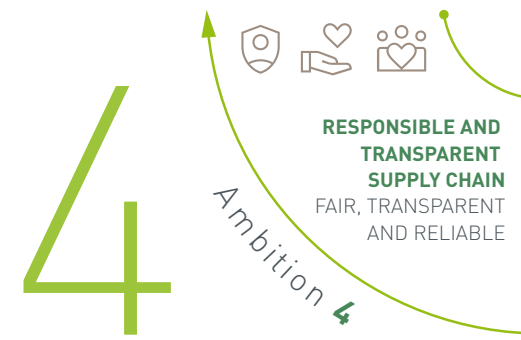 4
RESPONSIBLE AND
TRANSPARENT
SUPPLY CHAIN
FAIR, TRANSPARENT
AND RELIABLE
Ambition 4